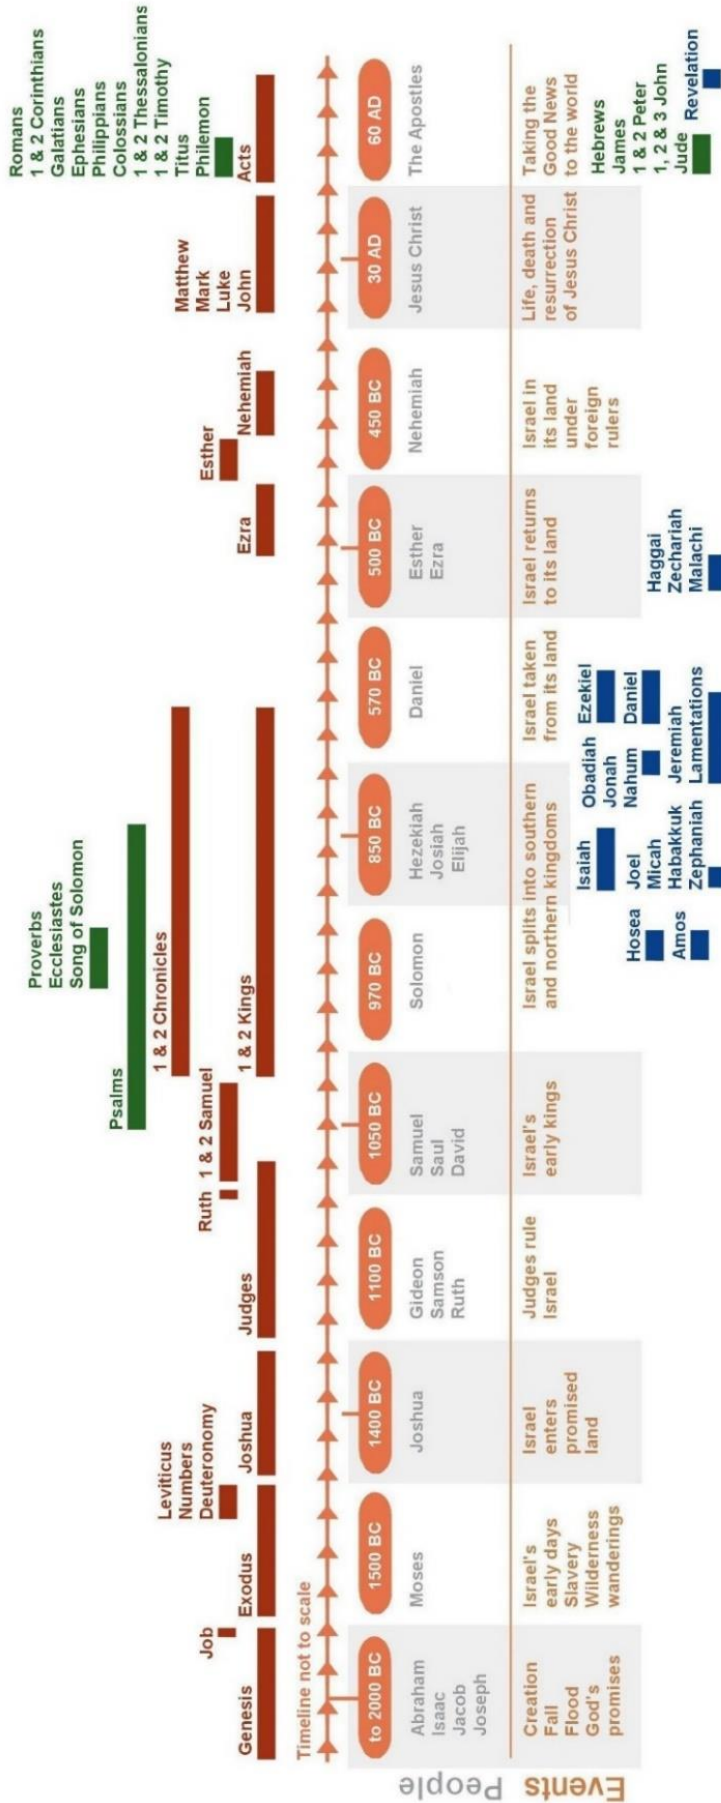 Romans
1 & 2 Corinthians
Galatians
Ephesians
Philippians
Colossians
1 & 2 Thessalonians
1 & 2 Timothy
Titus
Philemon
Proverbs
Ecclesiastes
Song of Solomon
Psalms
1 & 2 Chronicles
Leviticus
Numbers
Deuteronomy
Matthew
Mark
Luke
John
Job
Ruth
1 & 2 Samuel
Esther
Genesis
Exodus
Joshua
Judges
1 & 2 Kings
Ezra
Nehemiah
Acts
Timeline not to scale
to 2000 BC
1500 BC
1400 BC
1100 BC
1050 BC
970 BC
850 BC
570 BC
500 BC
450 BC
30 AD
60 AD
People
Abraham
Isaac
Jacob
Joseph
Moses
Joshua
Gideon
Samson
Ruth
Samuel
Saul
David
Solomon
Hezekiah
Josiah
Elijah
Daniel
Esther
Ezra
Nehemiah
Jesus Christ
The Apostles
Events
Creation
Fall
Flood
God's
promises
Israel's
early days
Slavery
Wilderness
wanderings
Israel
enters
promised
land
Judges rule
Israel
Israel's
early kings
Israel splits into southern
and northern kingdoms
Israel taken
from its land
Israel returns
to its land
Israel in
its land
under
foreign
rulers
Life, death and
resurrection
of Jesus Christ
Taking the
Good News
to the world
Hosea
Amos
Isaiah
Joel
Micah
Habakkuk
Zephaniah
Obadiah
Jonah
Nahum
Jeremiah
Lamentations
Ezekiel
Daniel
Haggai
Zechariah
Malachi
Hebrews
James
1 & 2 Peter
1, 2 & 3 John
Jude
Revelation